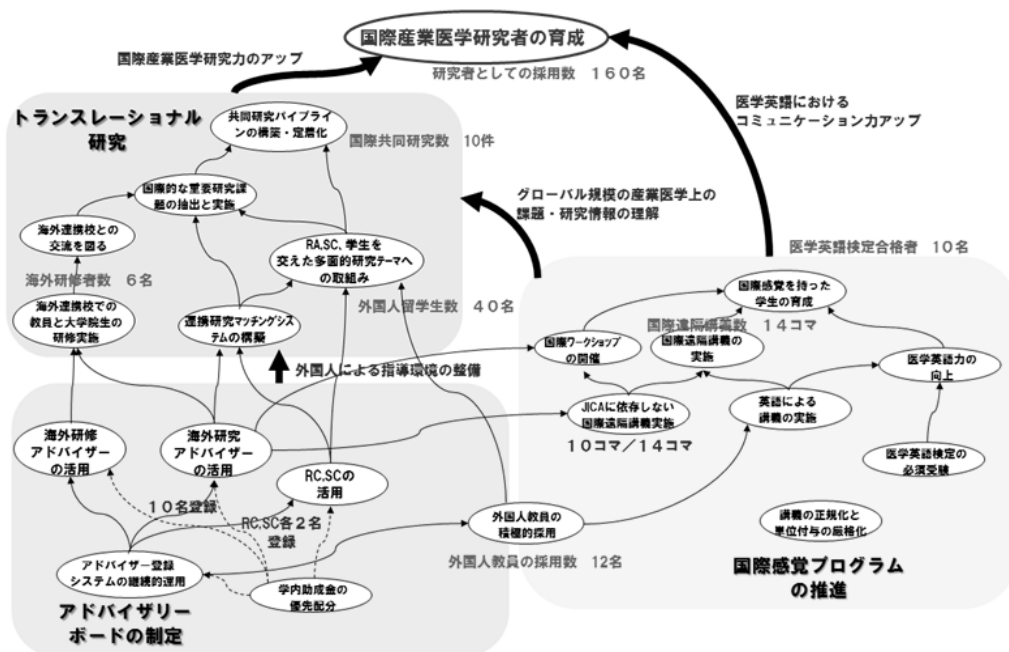 国際産業医学研究者の育成
国際産業医学研究力のアップ
研究者としての採用数 160名
医学英語における
コミュニケーション力アップ
トランスレーショナル
研究
共同研究パイプライ
ンの構築・定層化
国際共同研究数 10件
国際的な重要研究課
題の抽出と実施
グローバル規模の産業医学上の
課題・研究情報の理解
海外連携校との
交流を図る
RA,SC、学生を
交えた多面的研究テーマへ
の取組み
医学英語検定合格者 10名
海外研修者数 6名
国際感覚を持った
学生の育成
海外連携校での
教員と大学院生の
研修実施
外国人留学生数 40名
連携研究マッチングシス
テムの構築
国際遠隔講義数 14コマ
国際ワークショップ
の開催
国際遠隔講義の
実施
医学英語力の
向上
外国人による指導環境の整備
JICAに依存しない
国際遠隔講義実施
英語による
講義の実施
10コマ/14コマ
海外研修
アドバイザー
の活用
海外研究
アドバイザー
の活用
医学英語検定の
必須受験
RC,SCの
活用
10名登録
RC,SC各2名
登録
外国人教員の
積極的採用
講義の正規化と
単位付与の厳格化
外国人教員の採用数 12名
国際感覚プログラム
の推進
アドバイザー登録
システムの継続的運用
学内助成金の
優先配分
アドバイザリー
ボードの制定